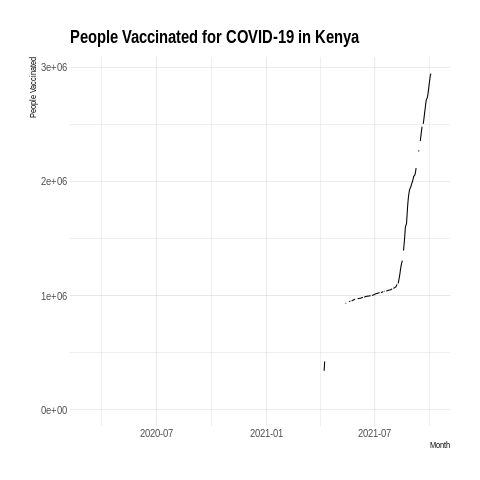 People Vaccinated for COVID-19 in Kenya
People Vaccinated
3e+06
2e+06
1e+06
0e+00
2020-07
2021-01
2021-07
Month